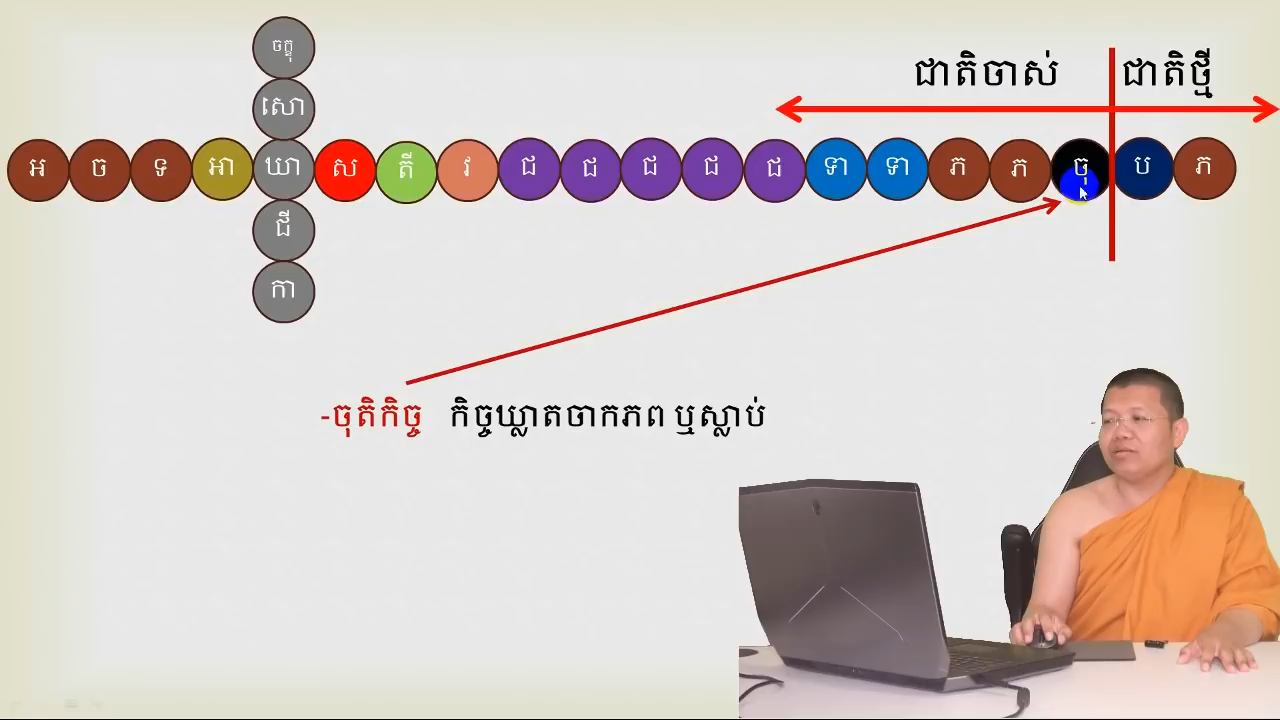 ចក្ខុ
សោ
ជាតិចាស់ ជាតិថ្មី
អ ច ទ អា ឃា ស តី វ ជ ជ ជ ជ ជ ទា ទា ភ ភ ចុ ប ភ
ជី
កា
-ចុតិកិច្ច កិច្ចឃ្លាតចាកភព ឬស្លាប់